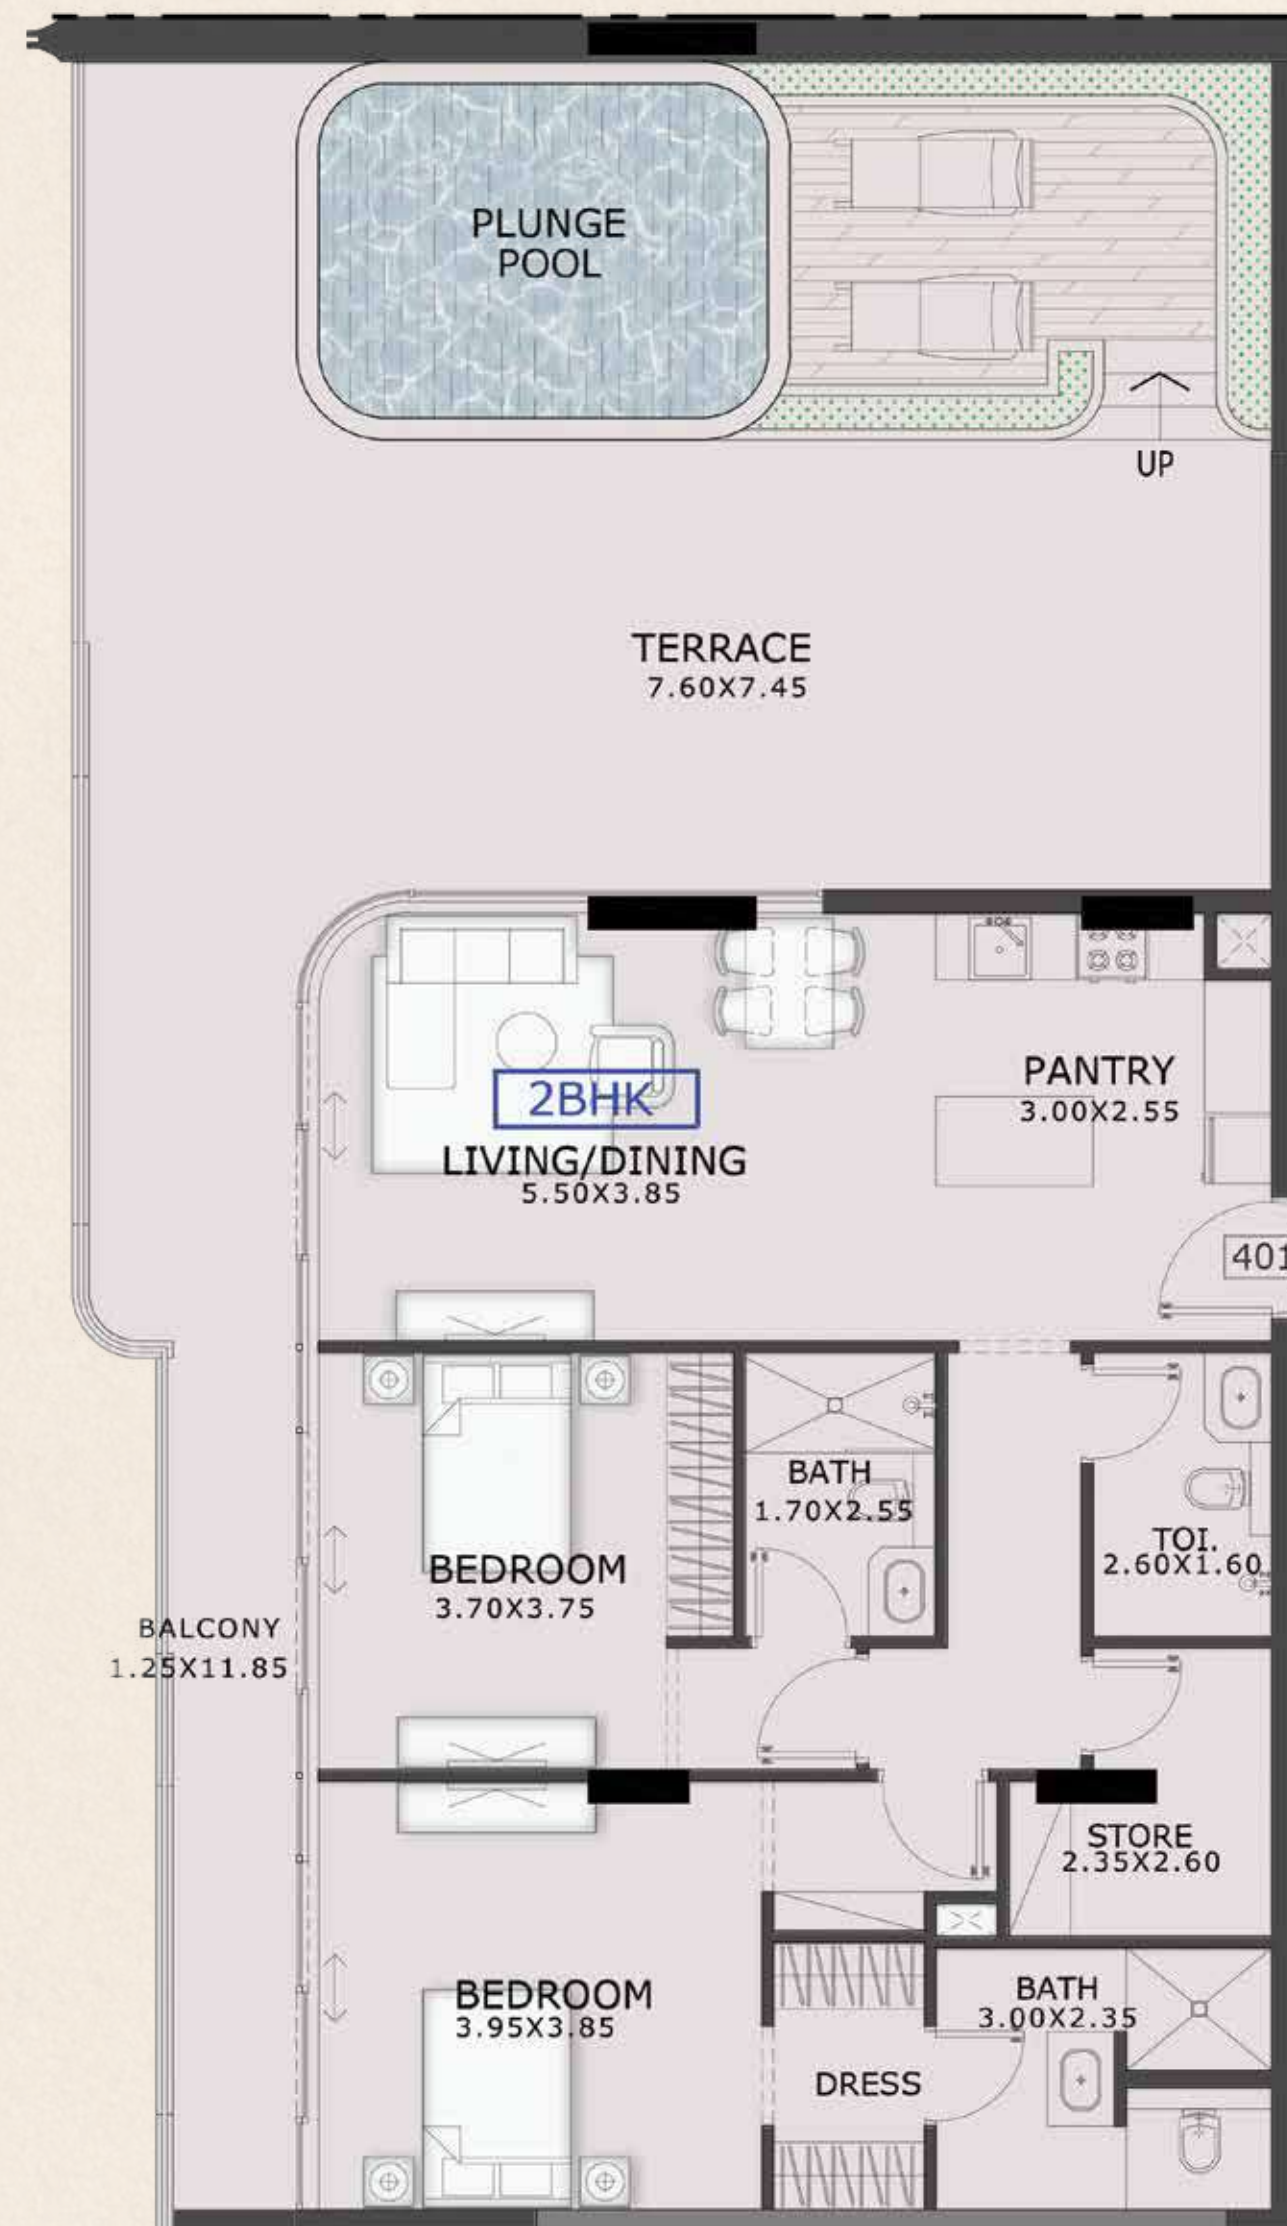 PLUNGE
POOL
UP
TERRACE
7.60X7.45
2BHK
LIVING/DINING
5.50X3.85
PANTRY
3.00X2.55
401
BATH
1.70X2.55
TOI.
2.60X1.60
BEDROOM
3.70X3.75
BALCONY
1.25X11.85
STORE
2.35X2.60
BEDROOM
3.95X3.85
BATH
3.00X2.35
DRESS